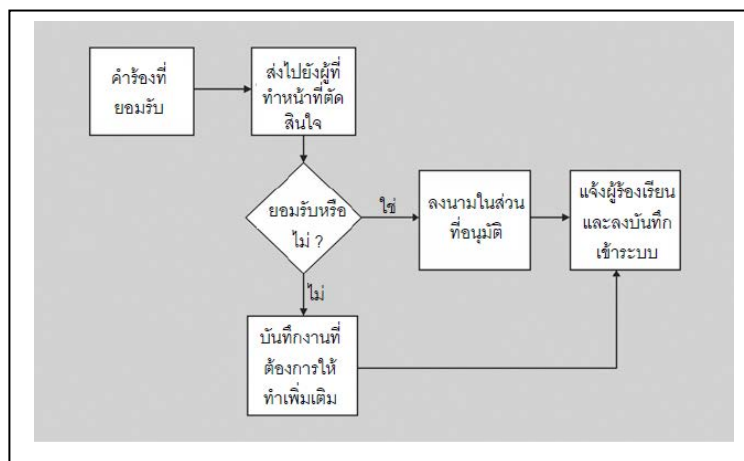 คำร้องที่
ยอมรับ
ส่งไปยังผู้ที่
ทำหน้าที่ตัด
สินใจ
ยอมรับหรือ
ไม่ ?
ใช่
ลงนามในส่วน
ที่อนุมัติ
แจ้งผู้ร้องเรียน
และลงบันทึก
เข้าระบบ
ไม่
บันทึกงานที่
ต้องการให้
ทำเพิ่มเติม